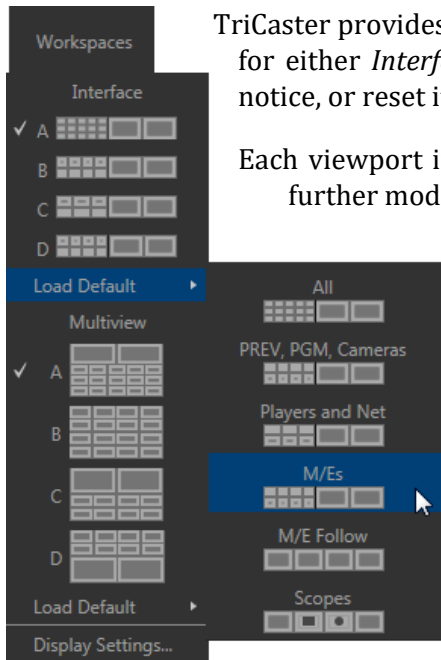 TriCaster provides
for either Interf
notice, or reset i
Each viewport i
further mod
Workspaces
Interface
A
B
C
D
Load Default
Multiview
A
B
C
D
Load Default
Display Settings...
All
PREV, PGM, Cameras
Players and Net
M/Es
M/E Follow
Scopes